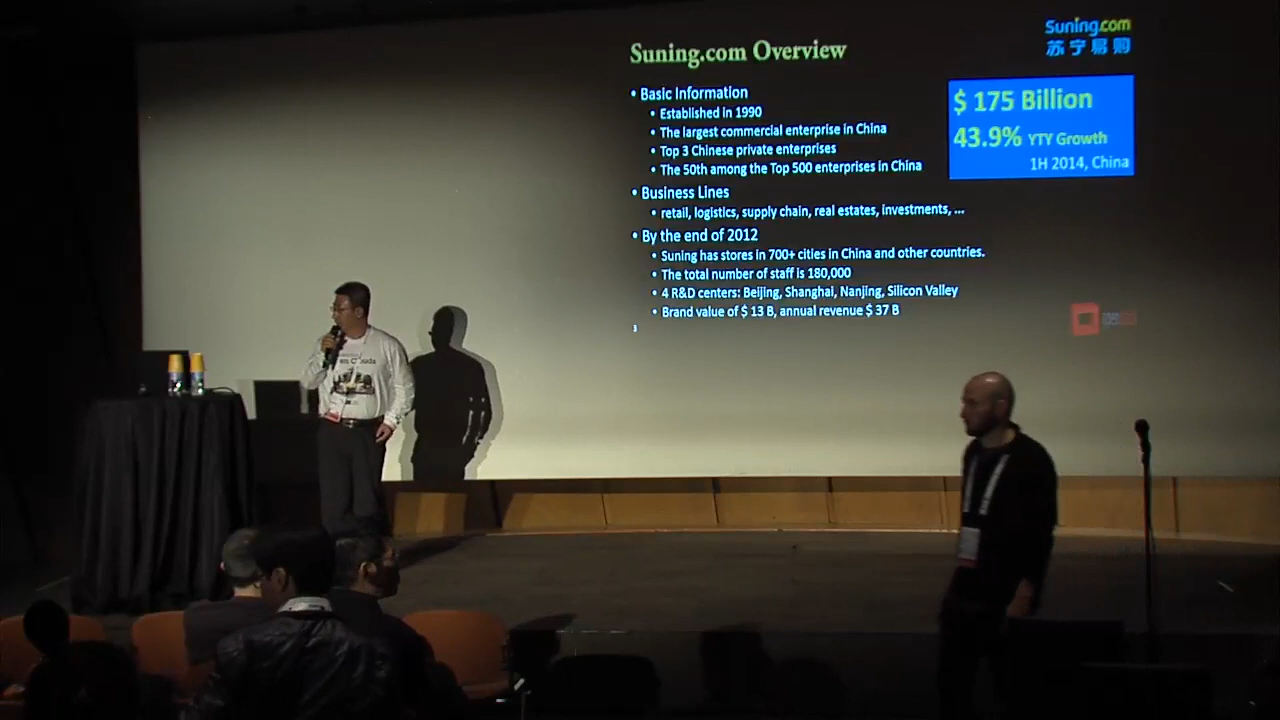 Suning.com
苏宁易购
Suning.com Overview
$ 175 Billion
43.9% YTY Growth
1H 2014, China
• Basic Information
• Established in 1990
• The largest commercial enterprise in China
• Top 3 Chinese private enterprises
• The 50th among the Top 500 enterprises in China
• Business Lines
• retail, logistics, supply chain, real estates, investments, ...
• By the end of 2012
• Suning has stores in 700+ cities in China and other countries.
• The total number of staff is 180,000
• 4 R&D centers: Beijing, Shanghai, Nanjing, Silicon Valley
• Brand value of $ 13 B, annual revenue $ 37 B
3